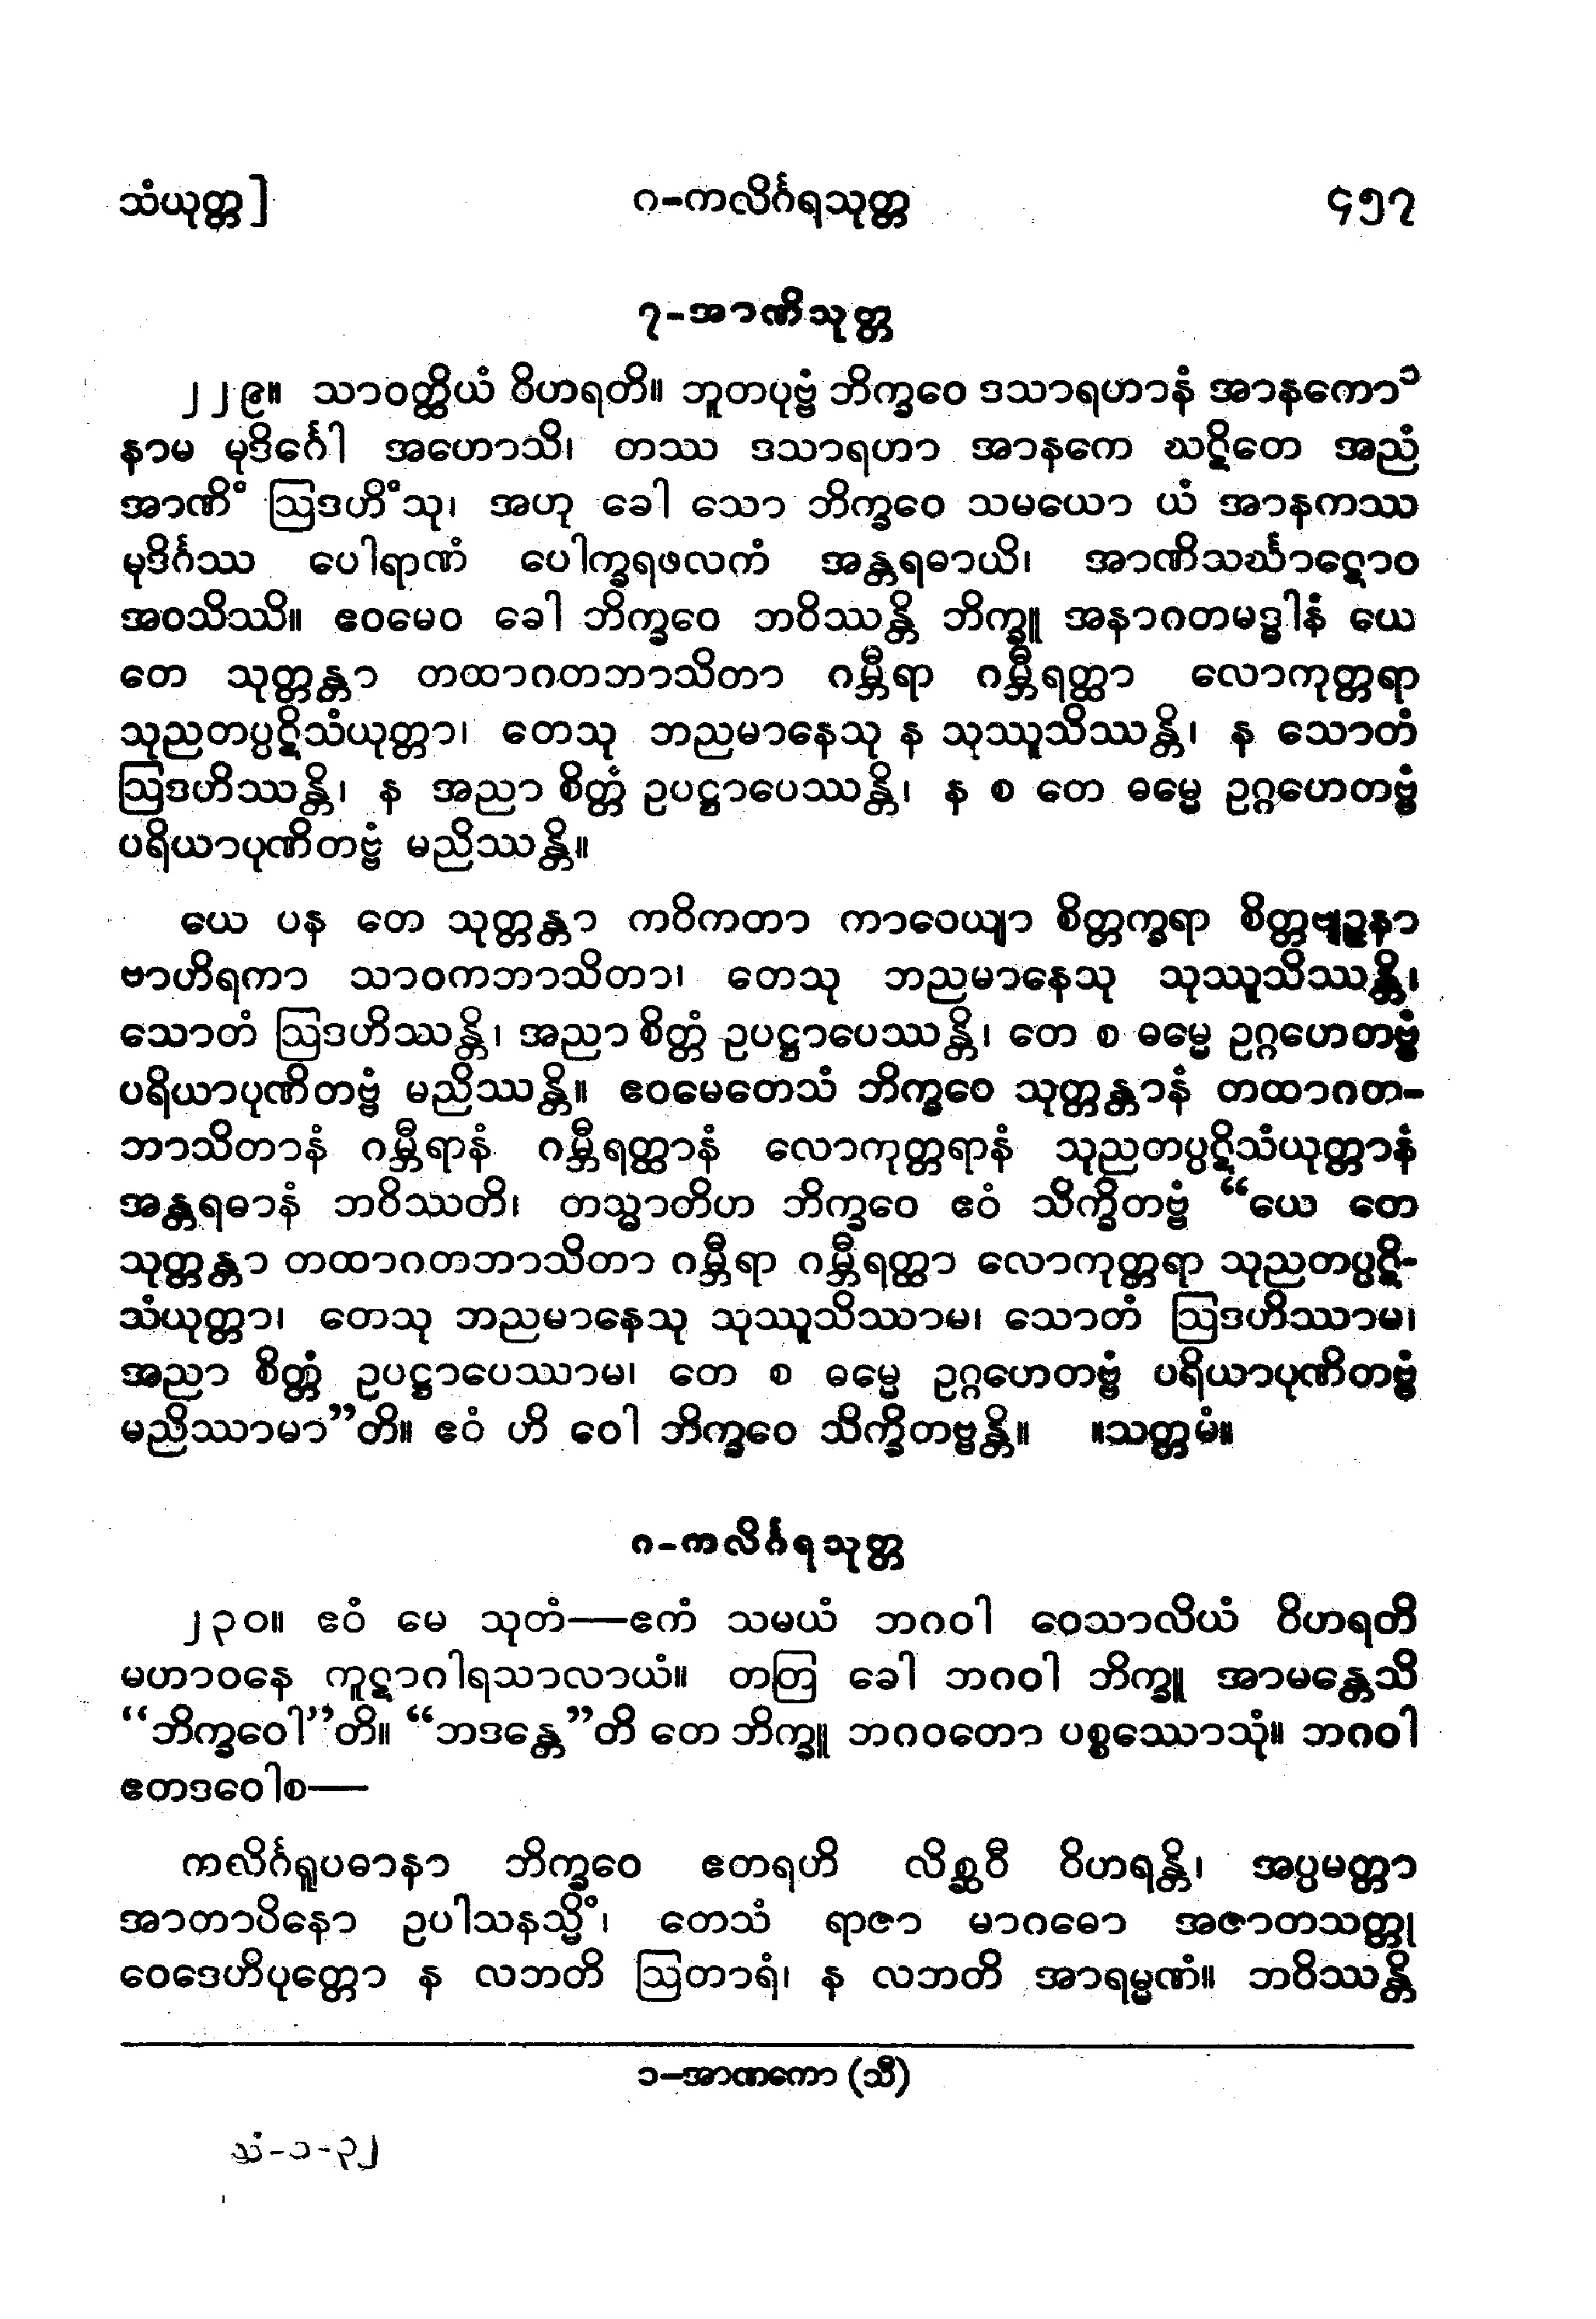 သံယုတ္တ] ဂ-ကလိင်္ဂရသုတ္တ ၄၅၇
၇-အာဏိသုတ္တ
၂၂၉။ သာဝတ္ထိယံ ဝိဟရတိ။ ဘူတပုဗ္ဗံ ဘိက္ခဝေ ဒသာရဟာနံ အာနကော၁
နာမ မုဒိင်္ဂေါ အဟောသိ၊ တဿ ဒသာရဟာ အာနကေ ဃဋိတေ အညံ
အာဏိံ ဩဒဟိံသု၊ အဟု ခေါ သော ဘိက္ခဝေ သမယော ယံ အာနကဿ
မုဒိင်္ဂဿ ပေါရာဏံ ပေါက္ခရဖလကံ အန္တရဓာယိ၊ အာဏိသင်္ဃာဋောဝ
အဝသိဿိ။ ဧဝမေဝ ခေါ ဘိက္ခဝေ ဘဝိဿန္တိ ဘိက္ခူ အနာဂတမဒ္ဓါနံ ယေ
တေ သုတ္တန္တာ တထာဂတဘာသိတာ ဂမ္ဘီရာ ဂမ္ဘီရတ္ထာ လောကုတ္တရာ
သုညတပ္ပဋိသံယုတ္တာ၊ တေသု ဘညမာနေသု န သုဿူသိဿန္တိ၊ န သောတံ
ဩဒဟိဿန္တိ၊ န အညာ စိတ္တံ ဥပဋ္ဌာပေဿန္တိ၊ န စ တေ ဓမ္မေ ဥဂ္ဂဟေတဗ္ဗံ
ပရိယာပုဏိတဗ္ဗံ မညိဿန္တိ။
ယေ ပန တေ သုတ္တန္တာ ကဝိကတာ ကာဝေယျာ စိတ္တက္ခရာ စိတ္တဗျဉ္ဇနာ
ဗာဟိရကာ သာဝကဘာသိတာ၊ တေသု ဘညမာနေသု သုဿူသိဿန္တိ၊
သောတံ ဩဒဟိဿန္တိ၊ အညာ စိတ္တံ ဥပဋ္ဌာပေဿန္တိ၊ တေ စ ဓမ္မေ ဥဂ္ဂဟေတဗ္ဗံ
ပရိယာပုဏိတဗ္ဗံ မညိဿန္တိ။ ဧဝမေတေသံ ဘိက္ခဝေ သုတ္တန္တာနံ တထာဂတ-
ဘာသိတာနံ ဂမ္ဘီရာနံ ဂမ္ဘီရတ္ထာနံ လောကုတ္တရာနံ သုညတပ္ပဋိသံယုတ္တာနံ
အန္တရဓာနံ ဘဝိဿတိ၊ တသ္မာတိဟ ဘိက္ခဝေ ဧဝံ သိက္ခိတဗ္ဗံ “ယေ တေ
သုတ္တန္တာ တထာဂတဘာသိတာ ဂမ္ဘီရာ ဂမ္ဘီရတ္ထာ လောကုတ္တရာ သုညတပ္ပဋိ-
သံယုတ္တာ၊ တေသု ဘညမာနေသု သုဿူသိဿာမ၊ သောတံ ဩဒဟိဿာမ၊
အညာ စိတ္တံ ဥပဋ္ဌာပေဿာမ၊ တေ စ ဓမ္မေ ဥဂ္ဂဟေတဗ္ဗံ ပရိယာပုဏိတဗ္ဗံ
မညိဿာမာ”တိ။ ဧဝံ ဟိ ဝေါ ဘိက္ခဝေ သိက္ခိတဗ္ဗန္တိ။ ။သတ္တမံ။
ဂ-ကလိင်္ဂရသုတ္တ
၂၃၀။ ဧဝံ မေ သုတံ—ဧကံ သမယံ ဘဂဝါ ဝေသာလိယံ ဝိဟရတိ
မဟာဝနေ ကူဋာဂါရသာလာယံ။ တတြ ခေါ ဘဂဝါ ဘိက္ခူ အာမန္တေသိ
“ဘိက္ခဝေါ”တိ။ “ဘဒန္တေ”တိ တေ ဘိက္ခူ ဘဂဝတော ပစ္စဿောသုံ။ ဘဂဝါ
ဧတဒဝေါစ—
ကလိင်္ဂရူပဓာနာ ဘိက္ခဝေ ဧတရဟိ လိစ္ဆဝီ ဝိဟရန္တိ၊ အပ္ပမတ္တာ
အာတာပိနော ဥပါသနသ္မိံ၊ တေသံ ရာဇာ မာဂဓော အဇာတသတ္တု
ဝေဒေဟိပုတ္တော န လဘတိ ဩတာရံ၊ န လဘတိ အာရမ္မဏံ။ ဘဝိဿန္တိ
၁—အာဏကော (သီ)
သံ-၁-၃၂